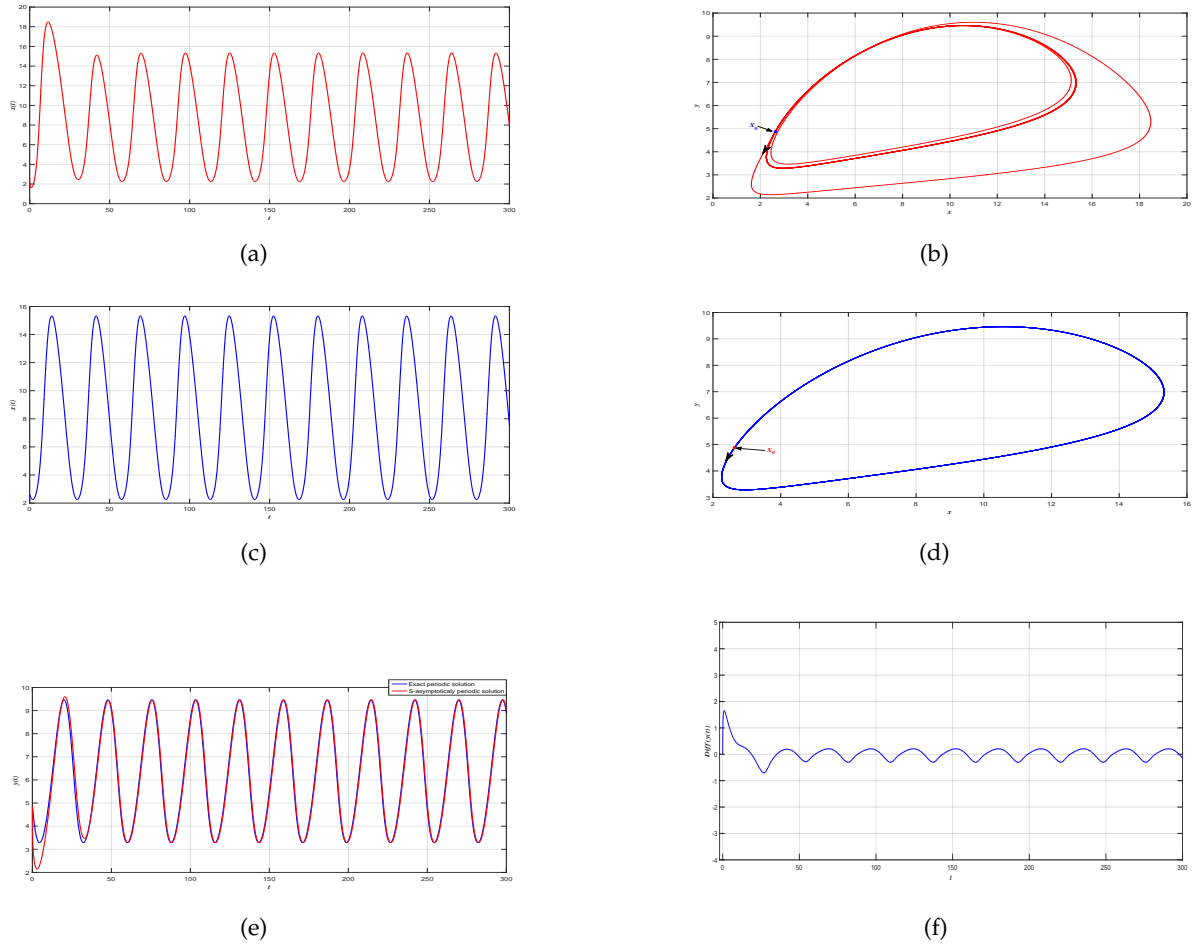 20
18
16
14
12
10
8
6
4
2
0
x(t)
0 50 100 150 200 250 300
t
(a)
10
9
8
7
6
5
4
3
2
y
x₀
0 2 4 6 8 10 12 14 16 18 20
x
(b)
16
14
12
10
8
6
4
2
x(t)
0 50 100 150 200 250 300
t
(c)
10
9
8
7
6
5
4
3
y
x₀
2 4 6 8 10 12 14 16
x
(d)
Exact periodic solution
S-asymptoticaly periodic solution
10
9
8
7
6
5
4
3
2
y(t)
0 50 100 150 200 250 300
t
(e)
5
4
3
2
1
0
-1
-2
-3
-4
Diff(y(t))
0 50 100 150 200 250 300
t
(f)